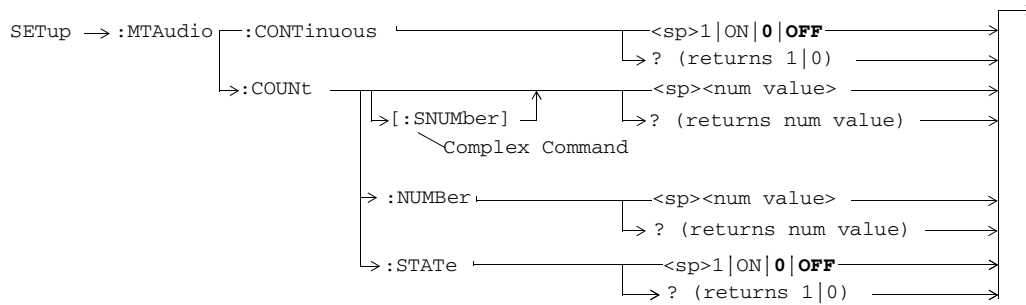 SETup :MTAudio :CONTinuous <sp>1|ON|0|OFF
? (returns 1|0)
:COUNt <sp><num value>
[:SNUMber] ? (returns num value)
Complex Command
:NUMBer <sp><num value>
? (returns num value)
:STATe <sp>1|ON|0|OFF
? (returns 1|0)